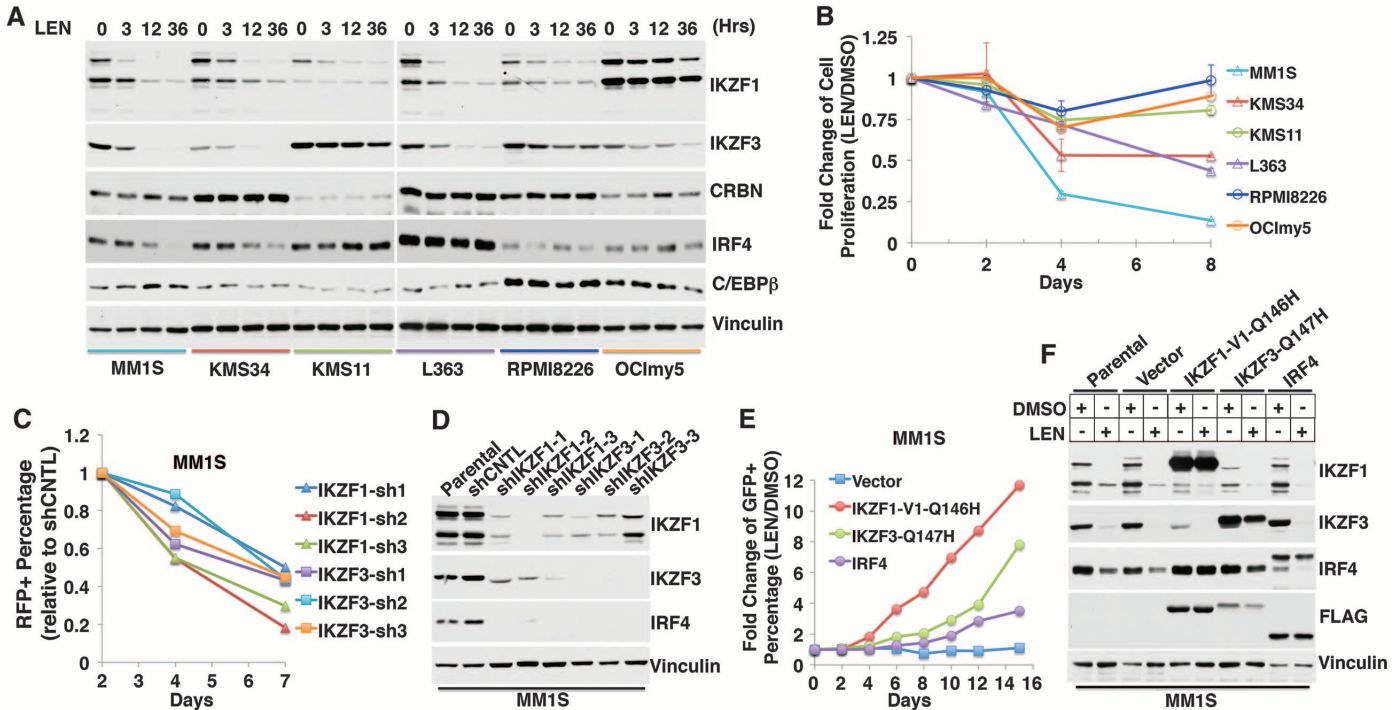 A
LEN 0 3 12 36 0 3 12 36 0 3 12 36 0 3 12 36 0 3 12 36 0 3 12 36 (Hrs)
IKZF1
IKZF3
CRBN
IRF4
C/EBPβ
Vinculin
MM1S KMS34 KMS11 L363 RPMI8226 OCImy5
B
Fold Change of Cell
Proliferation (LEN/DMSO)
1.25
1
0.75
0.5
0.25
0
0 2 4 6 8
Days
MM1S
KMS34
KMS11
L363
RPMI8226
OCImy5
C
RFP+ Percentage
(relative to shCNTL)
1.2
1
0.8
0.6
0.4
0.2
0
2 3 4 5 6 7
Days
MM1S
IKZF1-sh1
IKZF1-sh2
IKZF1-sh3
IKZF3-sh1
IKZF3-sh2
IKZF3-sh3
D
Parental
shCNTL
shIKZF1-1
shIKZF1-2
shIKZF1-3
shIKZF3-1
shIKZF3-2
shIKZF3-3
IKZF1
IKZF3
IRF4
Vinculin
MM1S
E
MM1S
Fold Change of GFP+
Percentage (LEN/DMSO)
12
10
8
6
4
2
0
0 2 4 6 8 10 12 14 16
Days
Vector
IKZF1-V1-Q146H
IKZF3-Q147H
IRF4
F
Parental
Vector
IKZF1-V1-Q146H
IKZF3-Q147H
IRF4
DMSO + - + - + - + - + -
LEN - + - + - + - + - +
IKZF1
IKZF3
IRF4
FLAG
Vinculin
MM1S